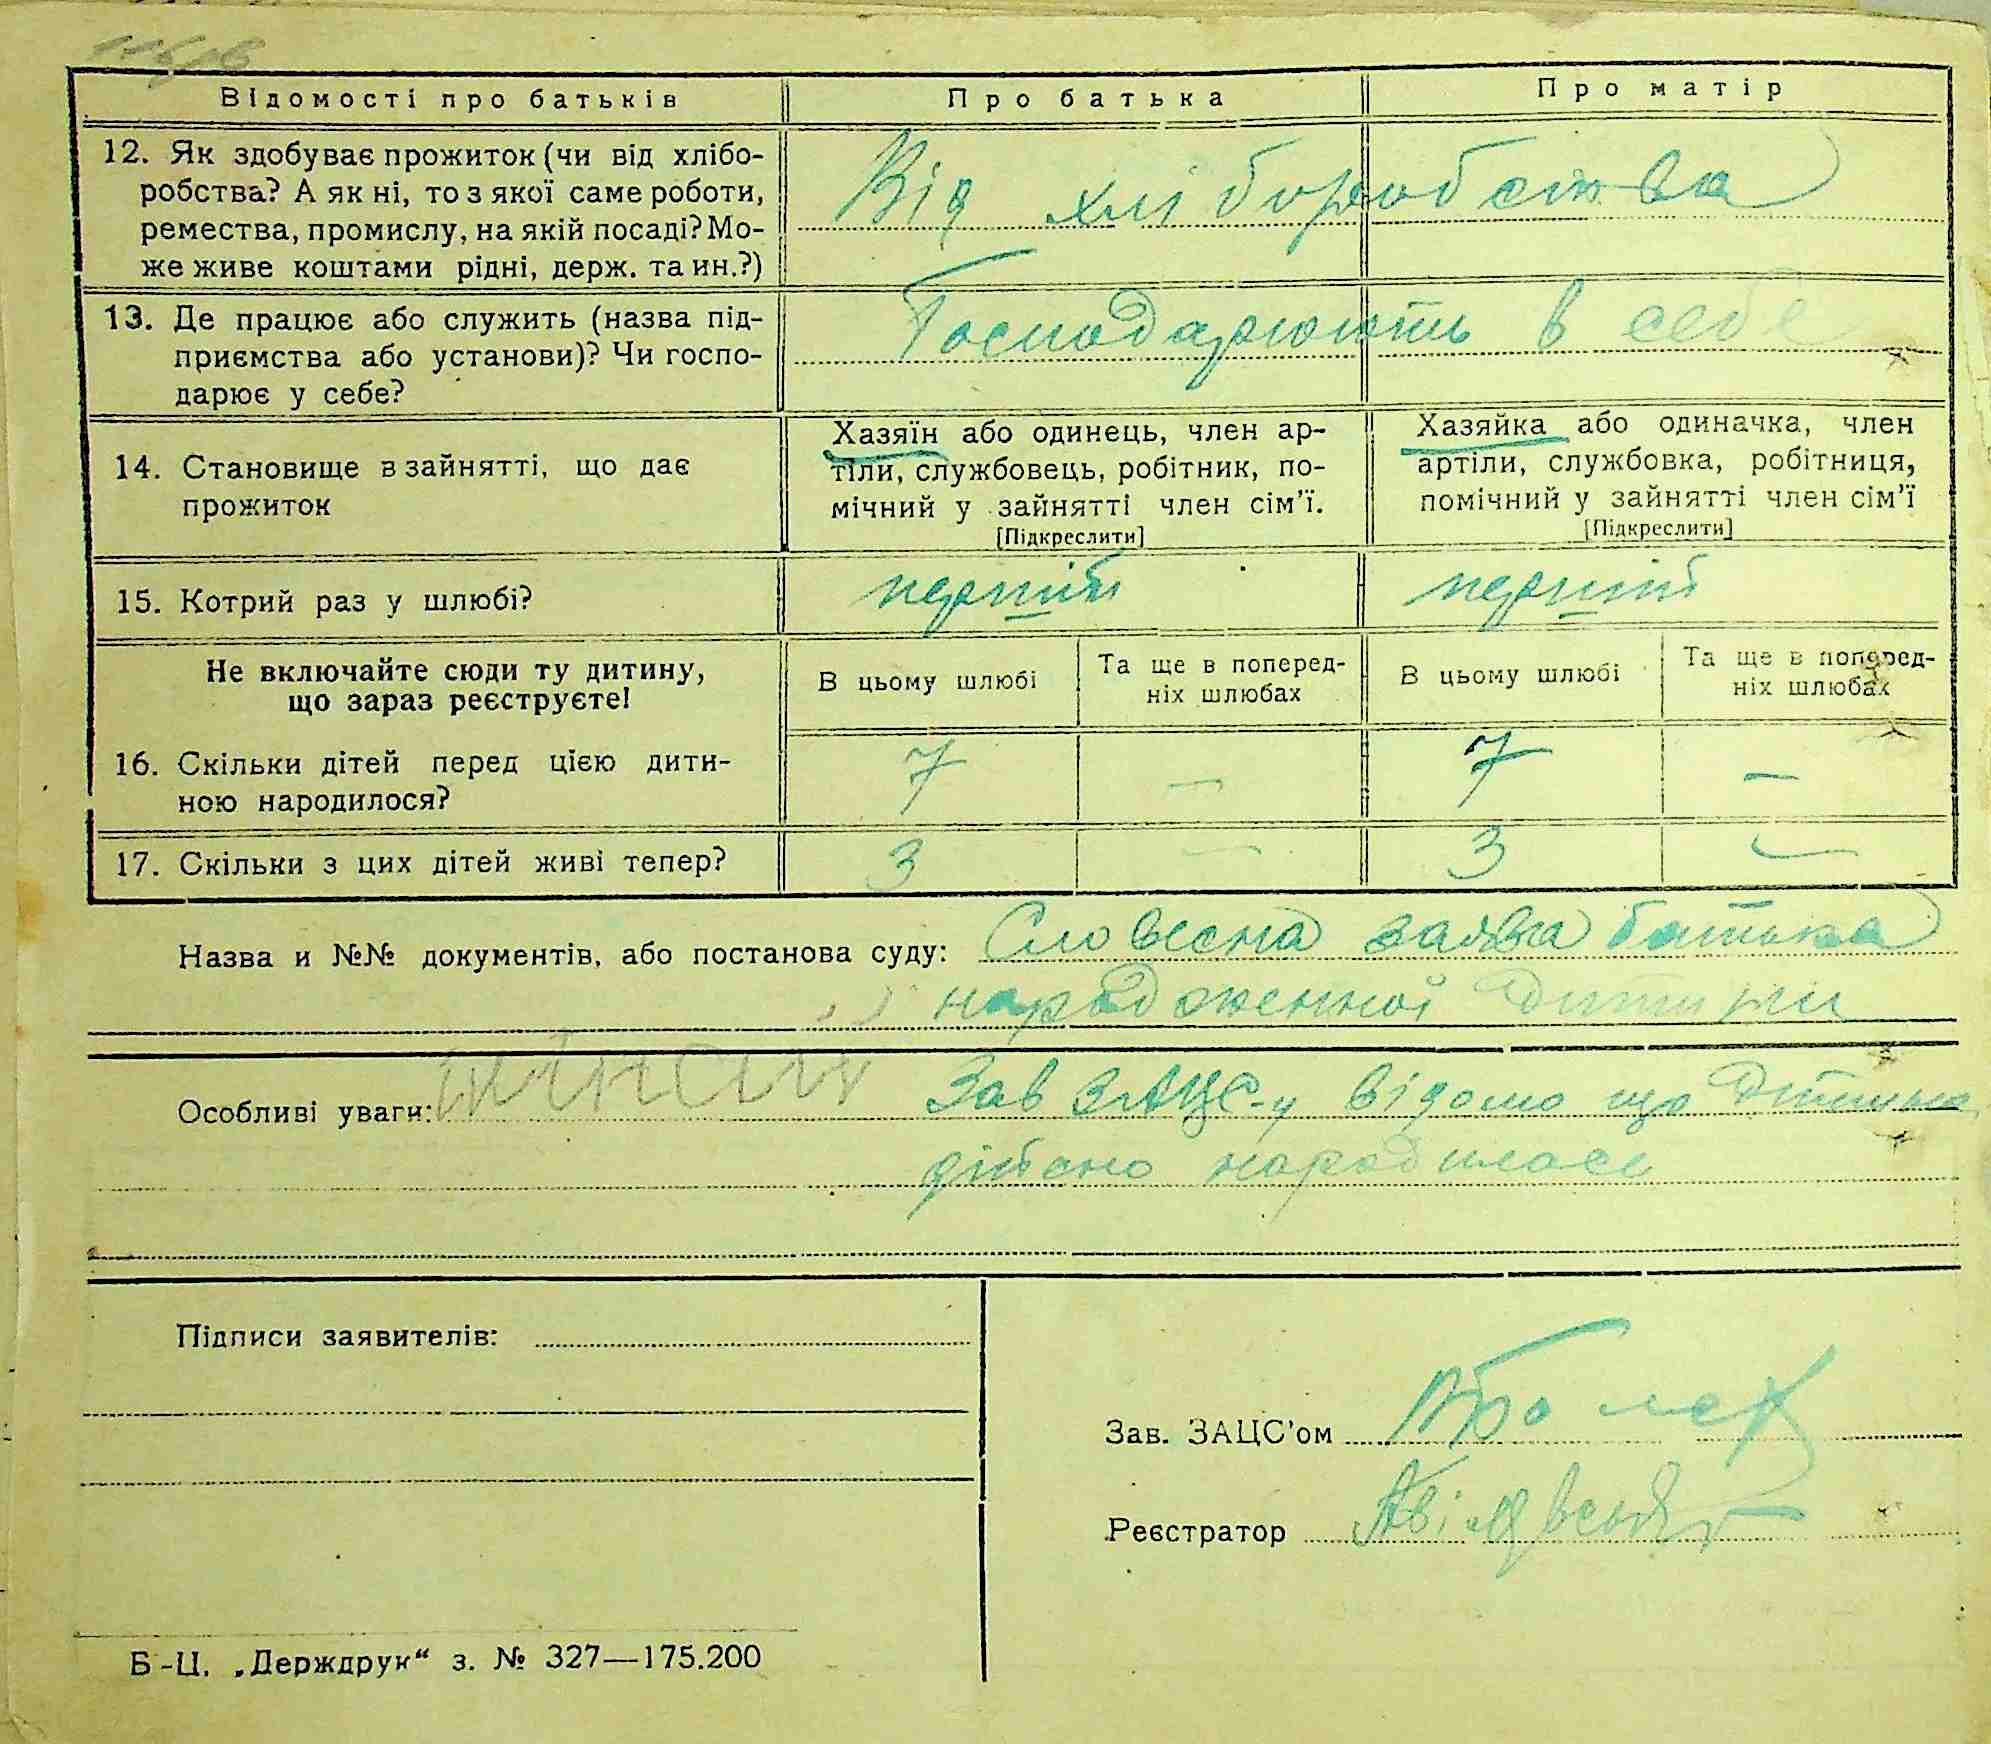 Відомості про батьків
Про батька
Про матір
12. Як здобуває прожиток (чи від хлібо-
робства? А як ні, то з якої саме роботи,
ремества, промислу, на якій посаді? Мо-
же живе коштами рідні, держ. та ин.?)
Від хліборобства
13. Де працює або служить (назва під-
приємства або установи)? Чи госпо-
дарює у себе?
Господарюють в себе
14. Становище в зайнятті, що дає
прожиток
Хазяїн або одинець, член ар-
тіли, службовець, робітник, по-
мічний у зайнятті член сім’ї.
[Підкреслити]
Хазяйка або одиначка, член
артіли, службовка, робітниця,
помічний у зайнятті член сім’ї
[Підкреслити]
15. Котрий раз у шлюбі?
перший
перший
Не включайте сюди ту дитину,
що зараз реєструєте!
В цьому шлюбі
Та ще в поперед-
ніх шлюбах
В цьому шлюбі
Та ще в поперед-
ніх шлюбах
16. Скільки дітей перед цією дити-
ною народилося?
7 — 7 —
17. Скільки з цих дітей живі тепер?
3 — 3 —
Назва и №№ документів, або постанова суду: Словесна заява батька
народженної дитини
Особливі уваги: Зав ЗАЦС-у відомо що дитина
дійсно народилась
Підписи заявителів:
Зав. ЗАЦС’ом
Реєстратор
Б-Ц. „Держдрук“ з. № 327—175.200